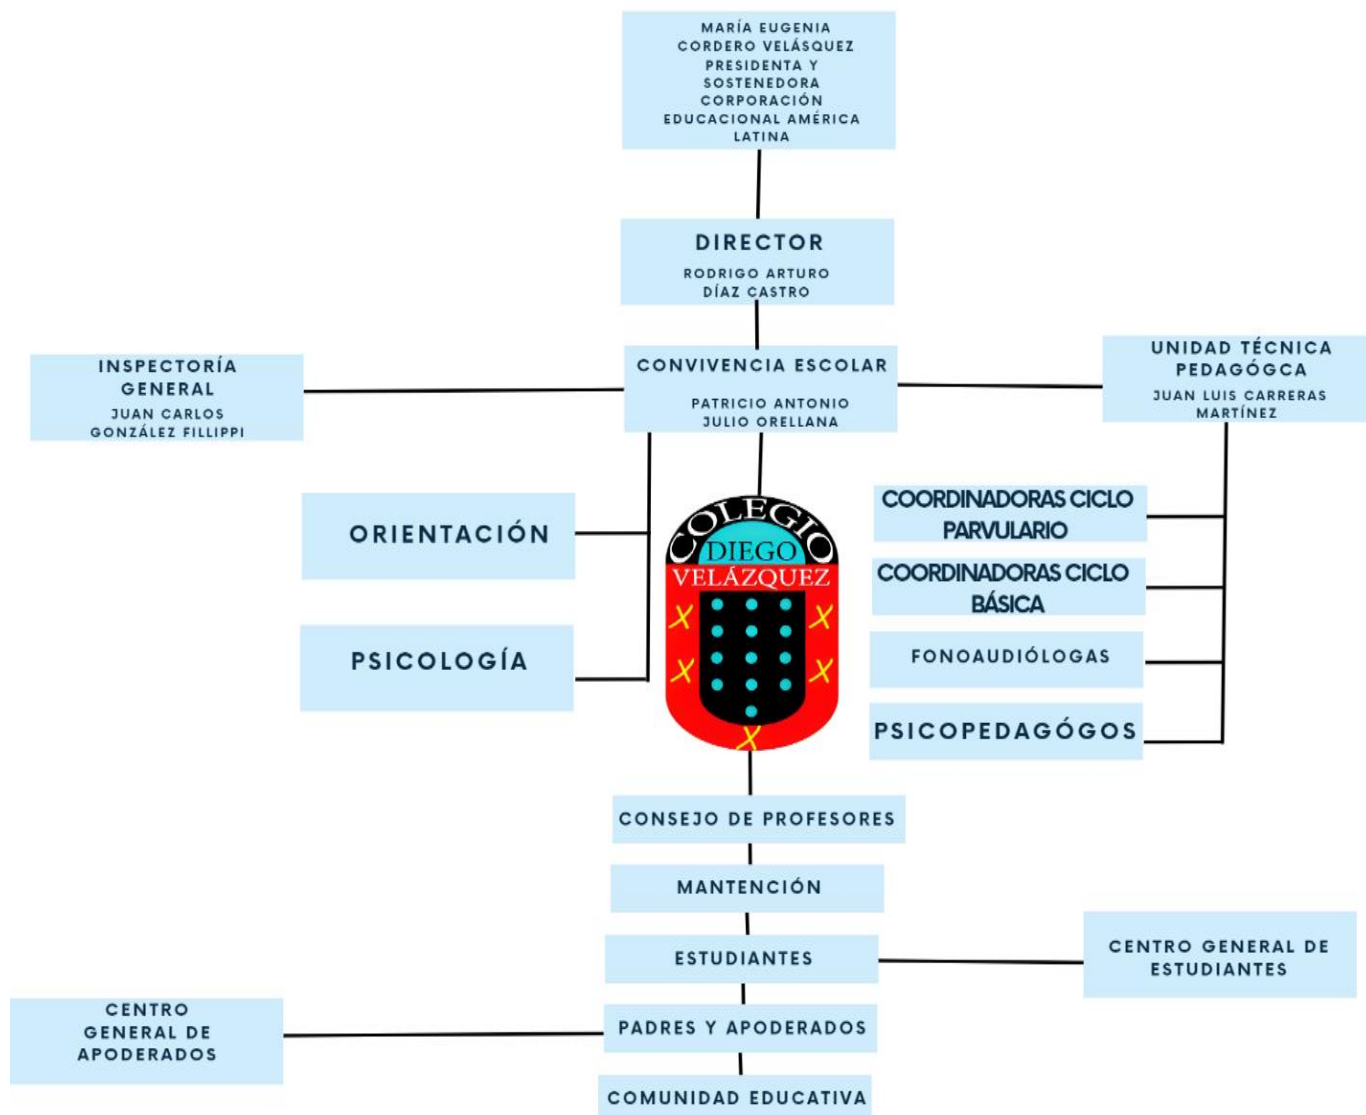 MARÍA EUGENIA
CORDERO VELÁSQUEZ
PRESIDENTA Y
SOSTENEDORA
CORPORACIÓN
EDUCACIONAL AMÉRICA
LATINA
DIRECTOR
RODRIGO ARTURO
DÍAZ CASTRO
INSPECTORÍA
GENERAL
JUAN CARLOS
GONZÁLEZ FILLIPPI
CONVIVENCIA ESCOLAR
PATRICIO ANTONIO
JULIO ORELLANA
UNIDAD TÉCNICA
PEDAGÓGCA
JUAN LUIS CARRERAS
MARTÍNEZ
ORIENTACIÓN
PSICOLOGÍA
COLEGIO
DIEGO
VELÁZQUEZ
COORDINADORAS CICLO
PARVULARIO
COORDINADORAS CICLO
BÁSICA
FONOAUDIÓLOGAS
PSICOPEDAGÓGOS
CONSEJO DE PROFESORES
MANTENCIÓN
ESTUDIANTES
CENTRO GENERAL DE
ESTUDIANTES
CENTRO
GENERAL DE
APODERADOS
PADRES Y APODERADOS
COMUNIDAD EDUCATIVA